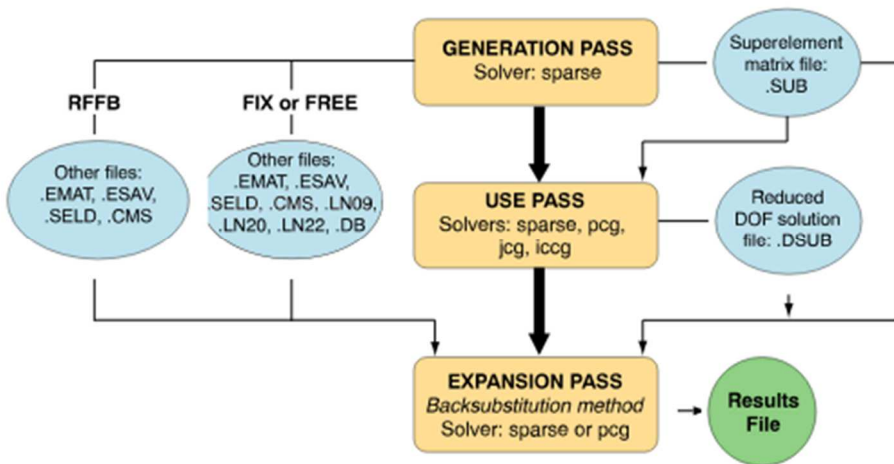 GENERATION PASS
Solver: sparse
Superelement
matrix file:
.SUB
RFFB
FIX or FREE
Other files:
.EMAT, .ESAV,
.SELD, .CMS
Other files:
.EMAT, .ESAV,
.SELD, .CMS, .LN09,
.LN20, .LN22, .DB
USE PASS
Solvers: sparse, pcg,
jcg, iccg
Reduced
DOF solution
file: .DSUB
EXPANSION PASS
Backsubstitution method
Solver: sparse or pcg
Results
File